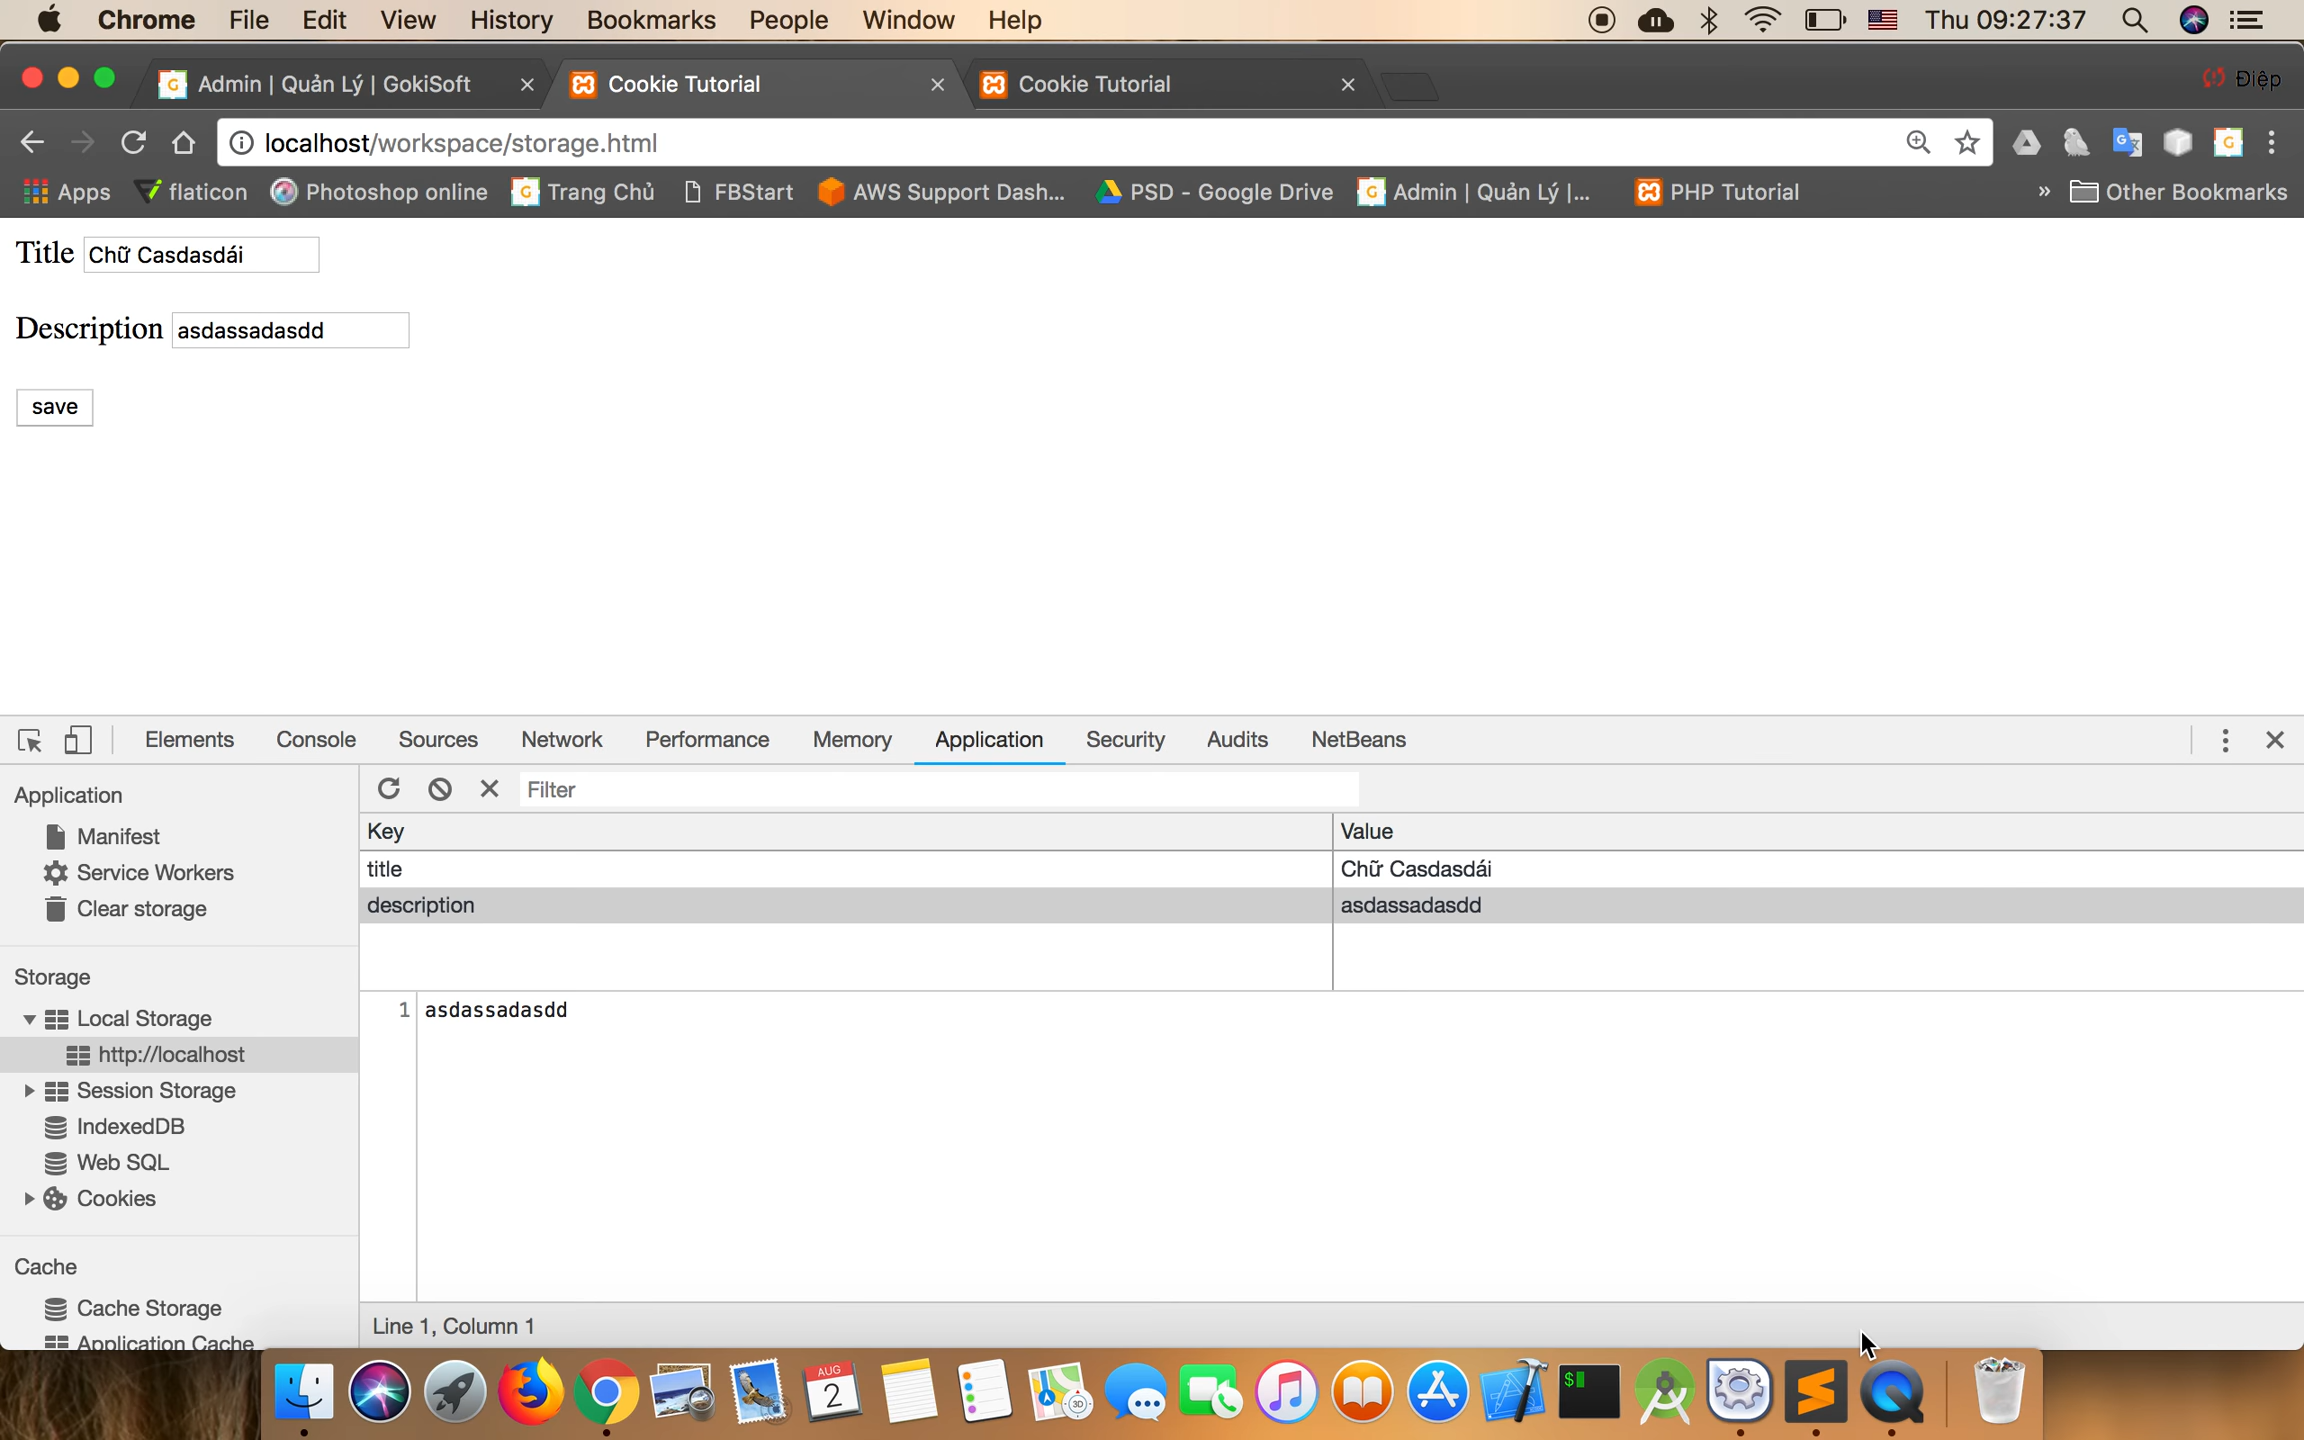 Chrome File Edit View History Bookmarks People Window Help Thu 09:27:37
Admin | Quản Lý | GokiSoft Cookie Tutorial Cookie Tutorial Điệp
localhost/workspace/storage.html
Apps flaticon Photoshop online Trang Chủ FBStart AWS Support Dash... PSD - Google Drive Admin | Quản Lý |... PHP Tutorial » Other Bookmarks
Title Chữ Casdasdái
Description asdassadasdd
save
Elements Console Sources Network Performance Memory Application Security Audits NetBeans
Application
Manifest
Service Workers
Clear storage
Storage
Local Storage
http://localhost
Session Storage
IndexedDB
Web SQL
Cookies
Cache
Cache Storage
Application Cache
Filter
Key Value
title Chữ Casdasdái
description asdassadasdd
1 asdassadasdd
Line 1, Column 1
AUG
2
3D
$